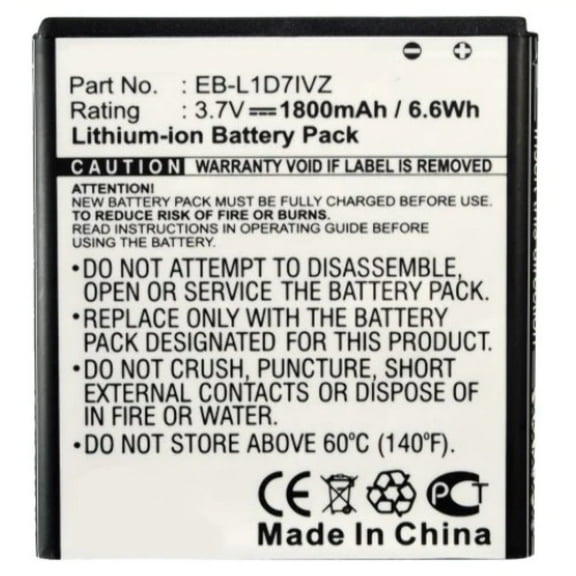 Part No. : EB-L1D7IVZ
Rating : 3.7V 1800mAh / 6.6Wh
Lithium-ion Battery Pack
CAUTION WARRANTY VOID IF LABEL IS REMOVED
ATTENTION!
NEW BATTERY PACK MUST BE FULLY CHARGED BEFORE USE.
TO REDUCE RISK OF FIRE OR BURNS.
READ INSTRUCTIONS IN OPERATING GUIDE BEFORE
USING THE BATTERY.
•DO NOT ATTEMPT TO DISASSEMBLE,
OPEN OR SERVICE THE BATTERY PACK.
•REPLACE ONLY WITH THE BATTERY
PACK DESIGNATED FOR THIS PRODUCT.
•DO NOT CRUSH, PUNCTURE, SHORT
EXTERNAL CONTACTS OR DISPOSE OF
IN FIRE OR WATER.
•DO NOT STORE ABOVE 60°C (140°F).
CE PCT
Made In China